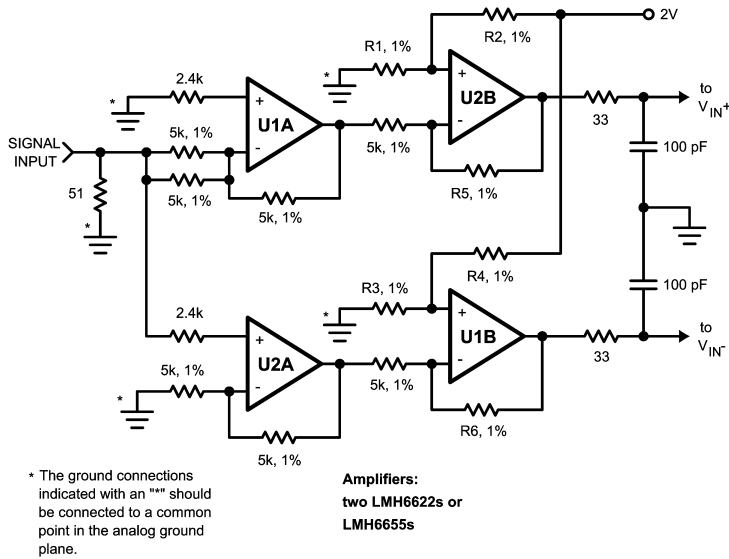 2V
R2, 1%
R1, 1%
*
+
-
U2B
2.4k
*
+
-
U1A
to
VIN+
33
5k, 1%
5k, 1%
SIGNAL
INPUT
100 pF
51
5k, 1%
R5, 1%
5k, 1%
*
R4, 1%
R3, 1%
100 pF
2.4k
*
+
-
U1B
+
-
U2A
to
VIN-
5k, 1%
33
5k, 1%
*
R6, 1%
5k, 1%
* The ground connections
indicated with an "*" should
be connected to a common
point in the analog ground
plane.
Amplifiers:
two LMH6622s or
LMH6655s